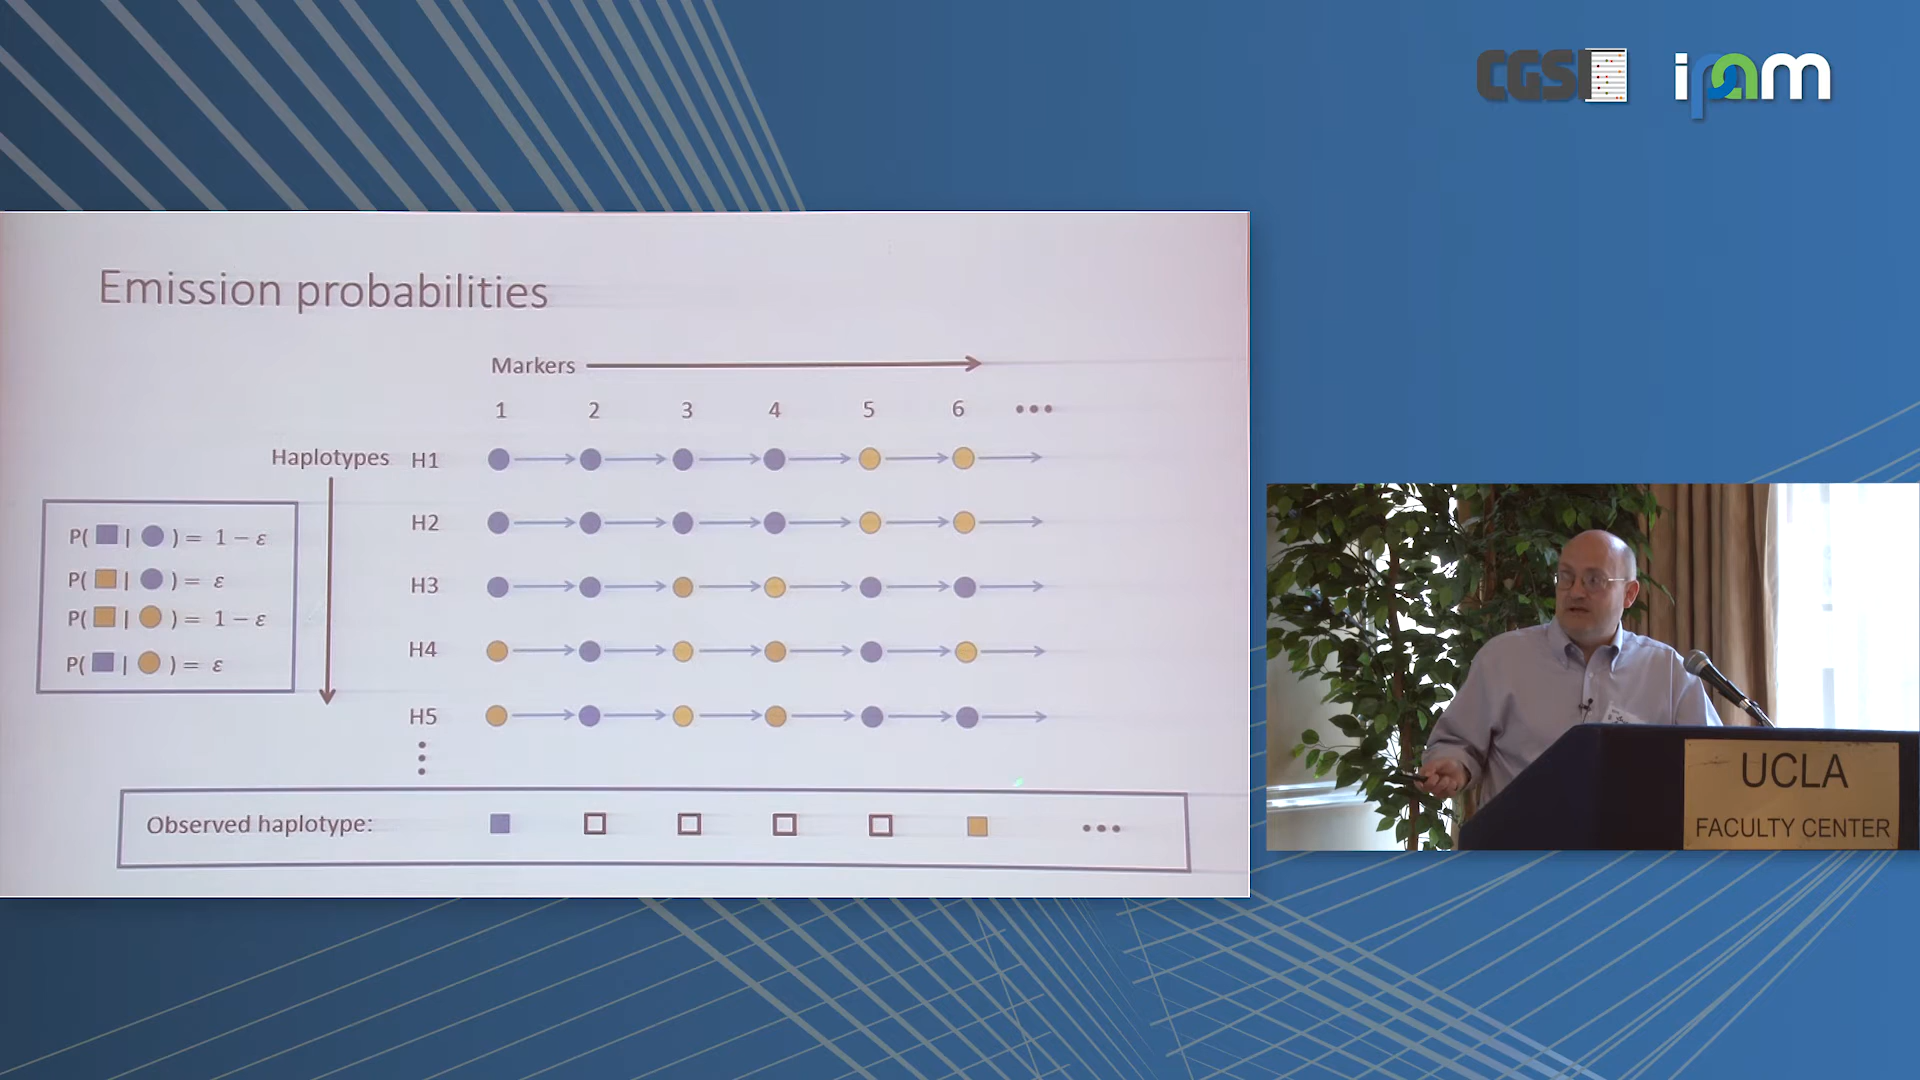 CGSI
ipam
Emission probabilities
Markers
1 2 3 4 5 6 •••
Haplotypes H1
H2
H3
H4
H5
P( | ) = 1 − ε
P( | ) = ε
P( | ) = 1 − ε
P( | ) = ε
Observed haplotype: •••
UCLA
FACULTY CENTER